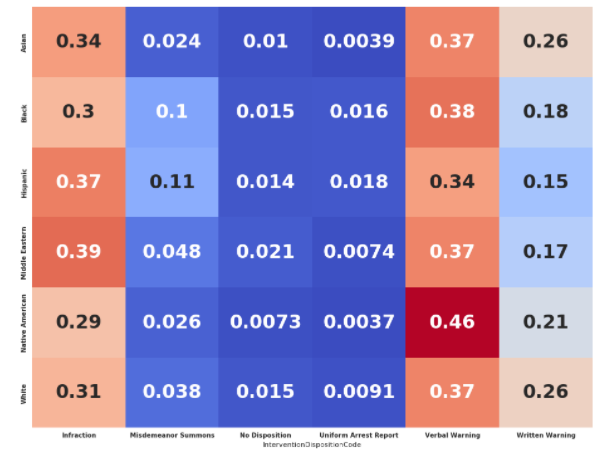 Asian 0.34 0.024 0.01 0.0039 0.37 0.26
Black 0.3 0.1 0.015 0.016 0.38 0.18
Hispanic 0.37 0.11 0.014 0.018 0.34 0.15
Middle Eastern 0.39 0.048 0.021 0.0074 0.37 0.17
Native American 0.29 0.026 0.0073 0.0037 0.46 0.21
White 0.31 0.038 0.015 0.0091 0.37 0.26
Infraction Misdemeanor Summons No Disposition Uniform Arrest Report Verbal Warning Written Warning
InterventionDispositionCode